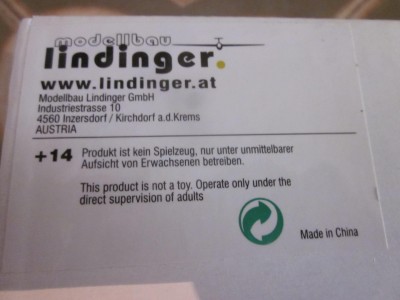 modellbau
lindinger.
www.lindinger.at
Modellbau Lindinger GmbH
Industriestrasse 10
4560 Inzersdorf / Kirchdorf a.d.Krems
AUSTRIA
+14 Produkt ist kein Spielzeug, nur unter unmittelbarer
Aufsicht von Erwachsenen betreiben.
This product is not a toy. Operate only under the
direct supervision of adults
Made in China